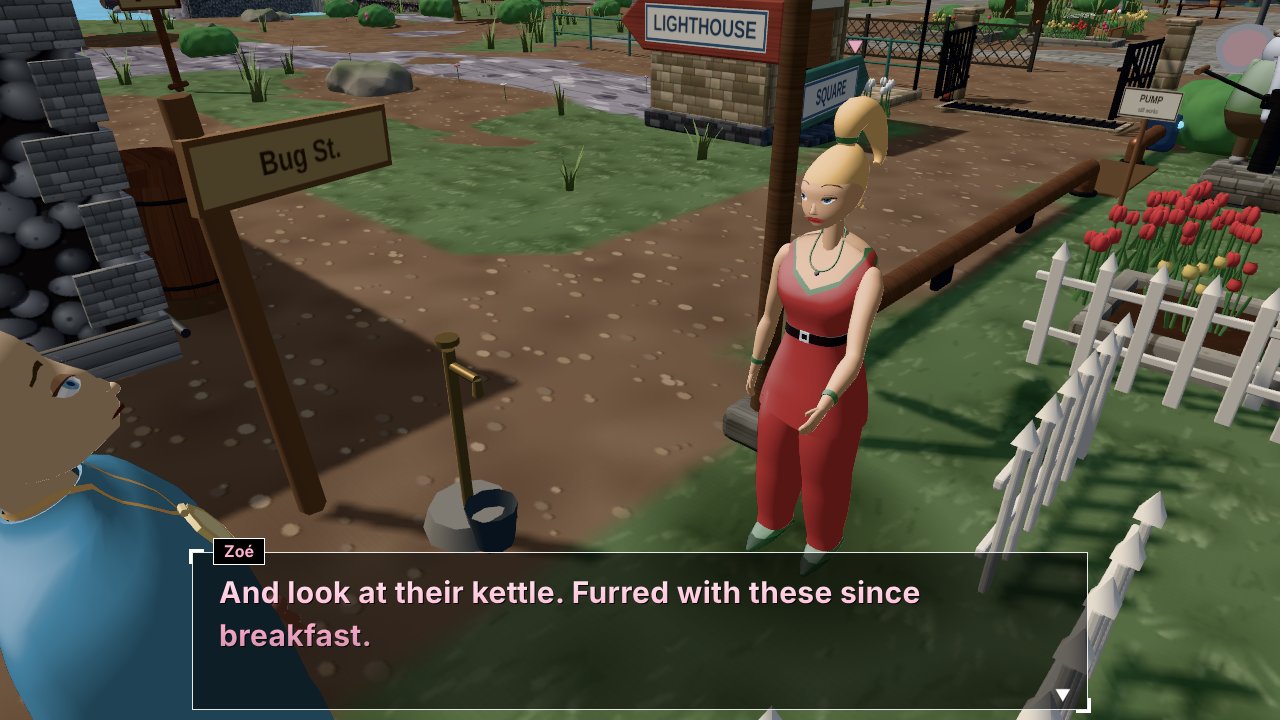 LIGHTHOUSE
SQUARE
PUMP
Bug St.
Zoé
And look at their kettle. Furred with these since
breakfast.